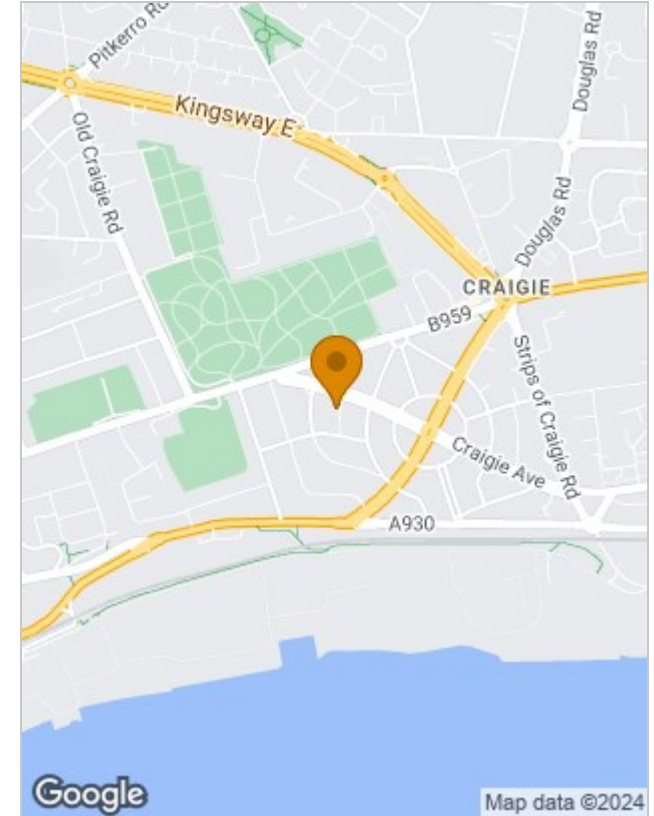 Pitkerro Rd
Douglas Rd
Kingsway E
Old Craigie Rd
Douglas Rd
CRAIGIE
B959
Strips of Craigie Rd
Craigie Ave
A930
Google
Map data ©2024